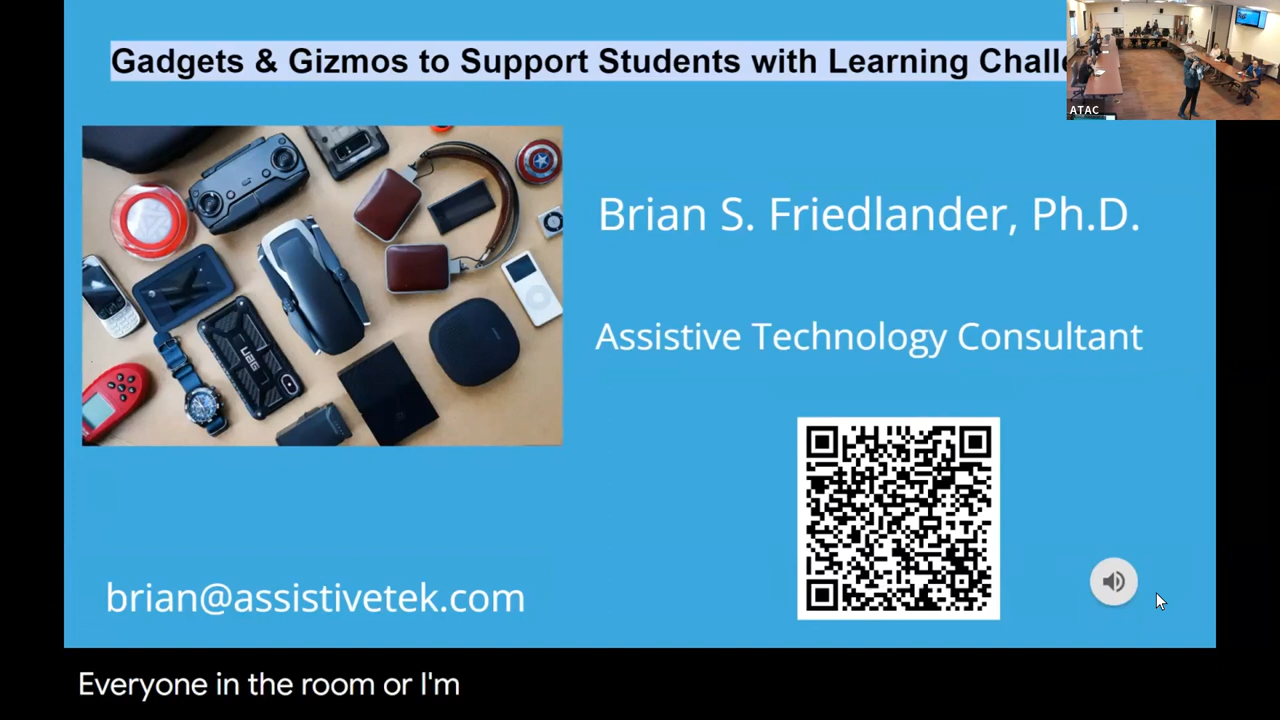 Gadgets & Gizmos to Support Students with Learning Challe
ATAC
UAG
Brian S. Friedlander, Ph.D.
Assistive Technology Consultant
brian@assistivetek.com
Everyone in the room or I'm